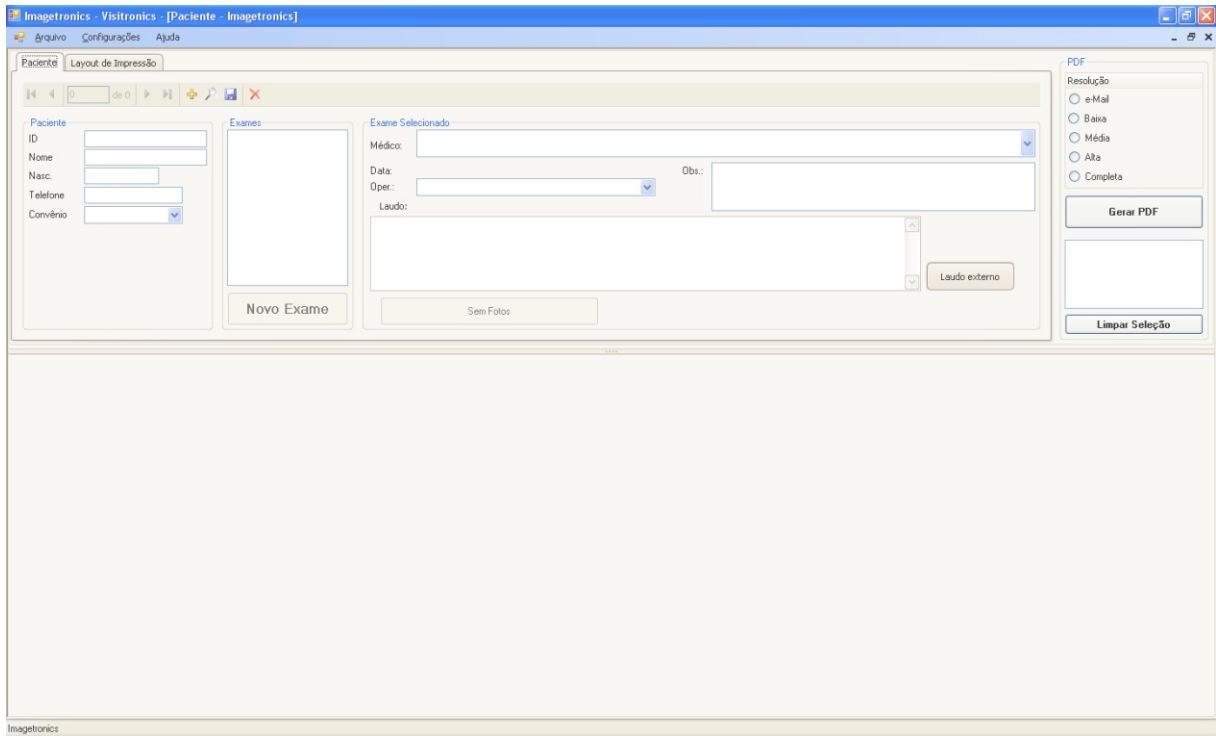 Imagetronics - Visitronics - [Paciente - Imagetronics]
Arquivo Configurações Ajuda
Paciente Layout de Impressão
0 de 0
Paciente
ID
Nome
Nasc.
Telefone
Convênio
Exames
Novo Exame
Exame Selecionado
Médico:
Data:
Obs.:
Oper.:
Laudo:
Laudo externo
Sem Fotos
PDF
Resolução
e-Mail
Baixa
Média
Alta
Completa
Gerar PDF
Limpar Seleção
Imagetronics